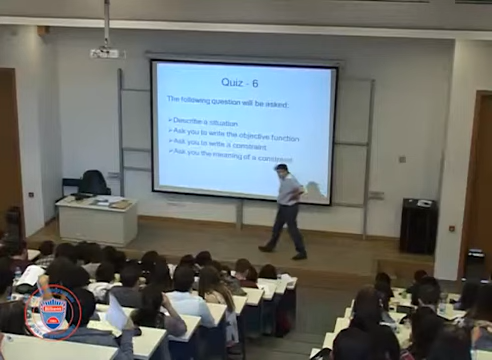 Quiz - 6
The following question will be asked:
➢Describe a situation
➢Ask you to write the objective function
➢Ask you to write a constraint
➢Ask you the meaning of a constraint